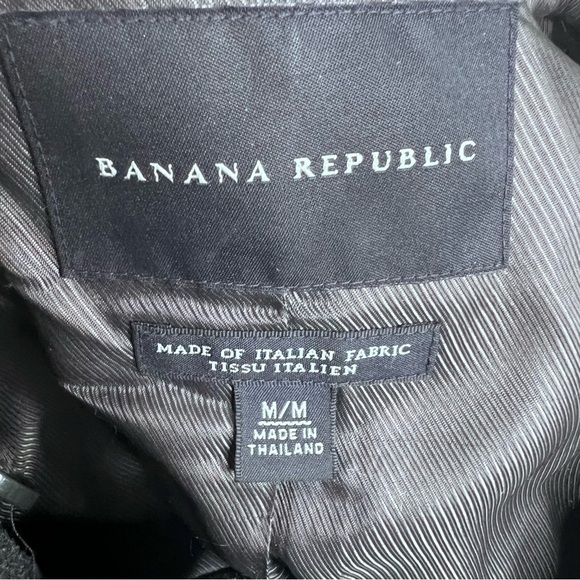 BANANA REPUBLIC
MADE OF ITALIAN FABRIC
TISSU ITALIEN
M/M
MADE IN
THAILAND